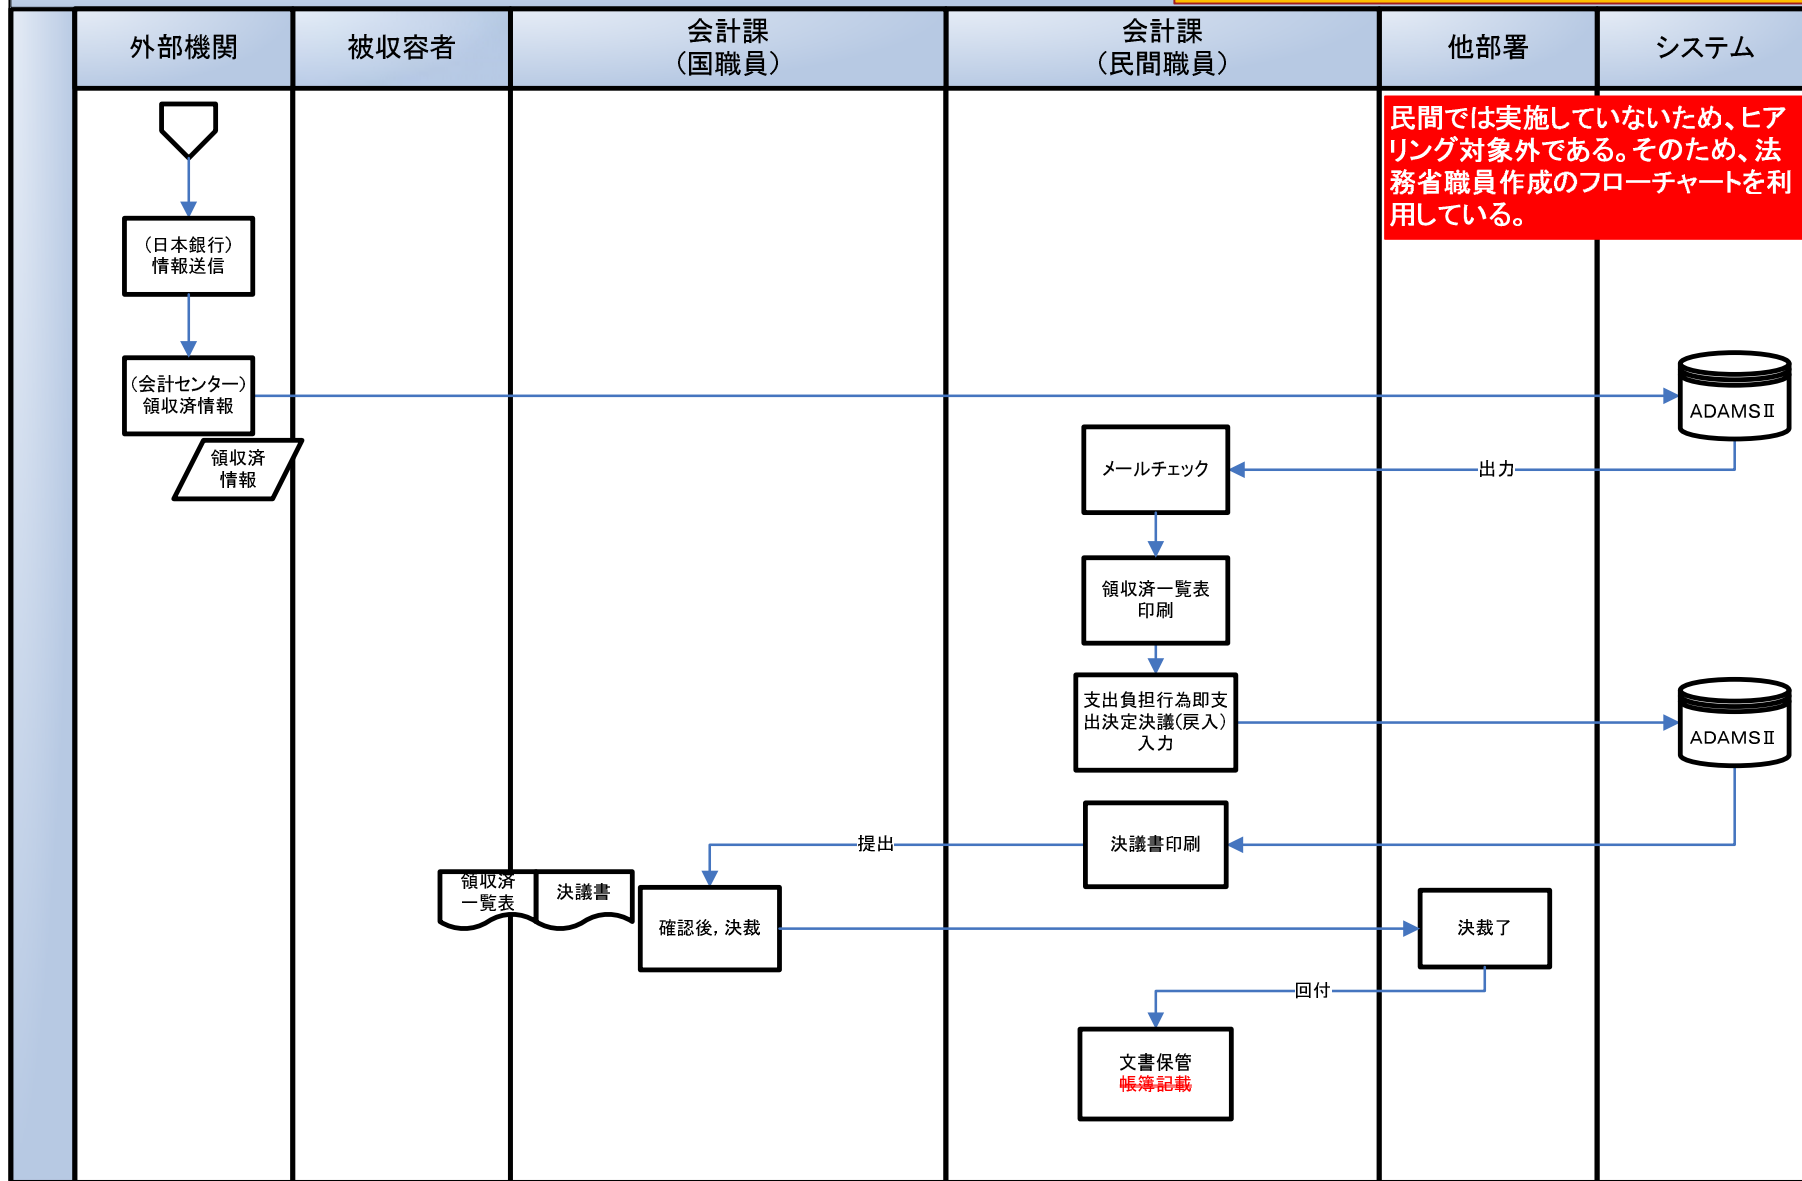 外部機関
被収容者
会計課
（国職員）
会計課
（民間職員）
他部署
システム
民間では実施していないため、ヒア
リング対象外である。そのため、法
務省職員作成のフローチャートを利
用している。
（日本銀行）
情報送信
（会計センター）
領収済情報
領収済
情報
ADAMSⅡ
出力
メールチェック
領収済一覧表
印刷
支出負担行為即支
出決定決議（戻入）
入力
ADAMSⅡ
決議書印刷
提出
領収済
一覧表
決議書
確認後，決裁
決裁了
回付
文書保管
帳簿記載